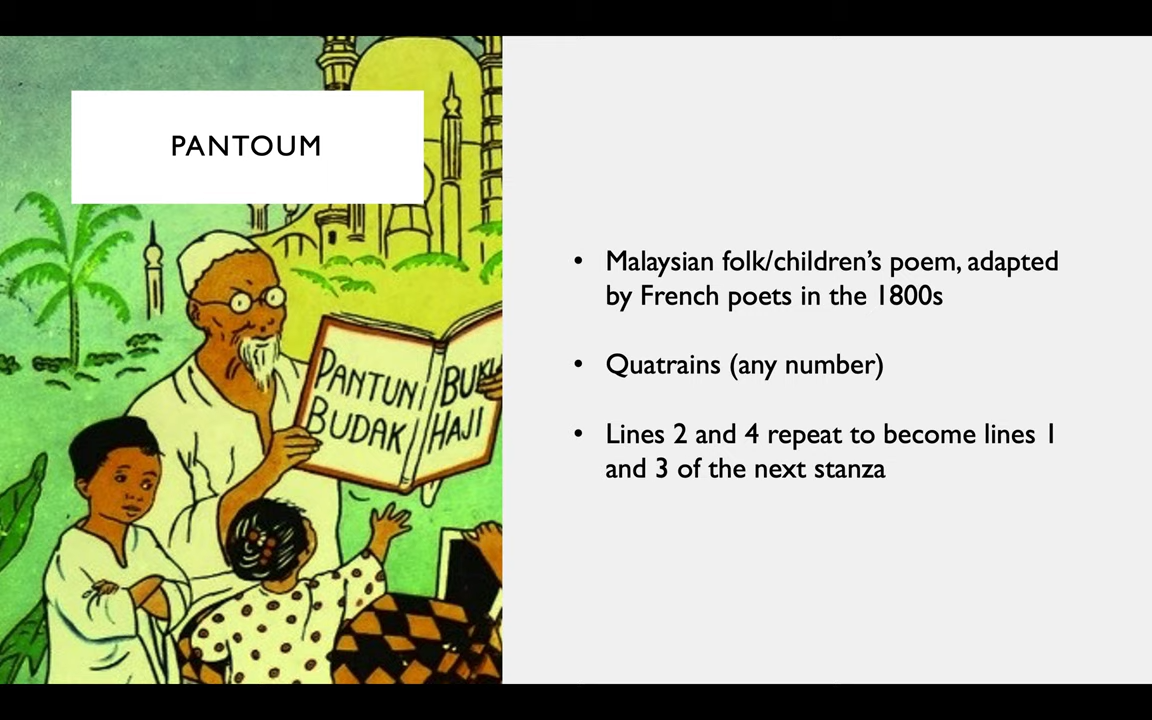 PANTOUM
PANTUN
BUDAK
BUKU
HAJI
• Malaysian folk/children’s poem, adapted
by French poets in the 1800s
• Quatrains (any number)
• Lines 2 and 4 repeat to become lines 1
and 3 of the next stanza